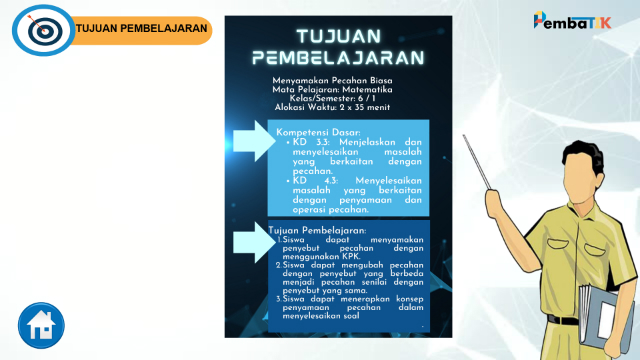 TUJUAN PEMBELAJARAN
PembaTIK
TUJUAN
PEMBELAJARAN
Menyamakan Pecahan Biasa
Mata Pelajaran: Matematika
Kelas/Semester: 6 / 1
Alokasi Waktu: 2 x 35 menit
Kompetensi Dasar:
• KD 3.3: Menjelaskan dan
menyelesaikan masalah
yang berkaitan dengan
pecahan.
• KD 4.3: Menyelesaikan
masalah yang berkaitan
dengan penyamaan dan
operasi pecahan.
Tujuan Pembelajaran:
1. Siswa dapat menyamakan
penyebut pecahan dengan
menggunakan KPK.
2. Siswa dapat mengubah pecahan
dengan penyebut yang berbeda
menjadi pecahan senilai dengan
penyebut yang sama.
3. Siswa dapat menerapkan konsep
penyamaan pecahan dalam
menyelesaikan soal
.